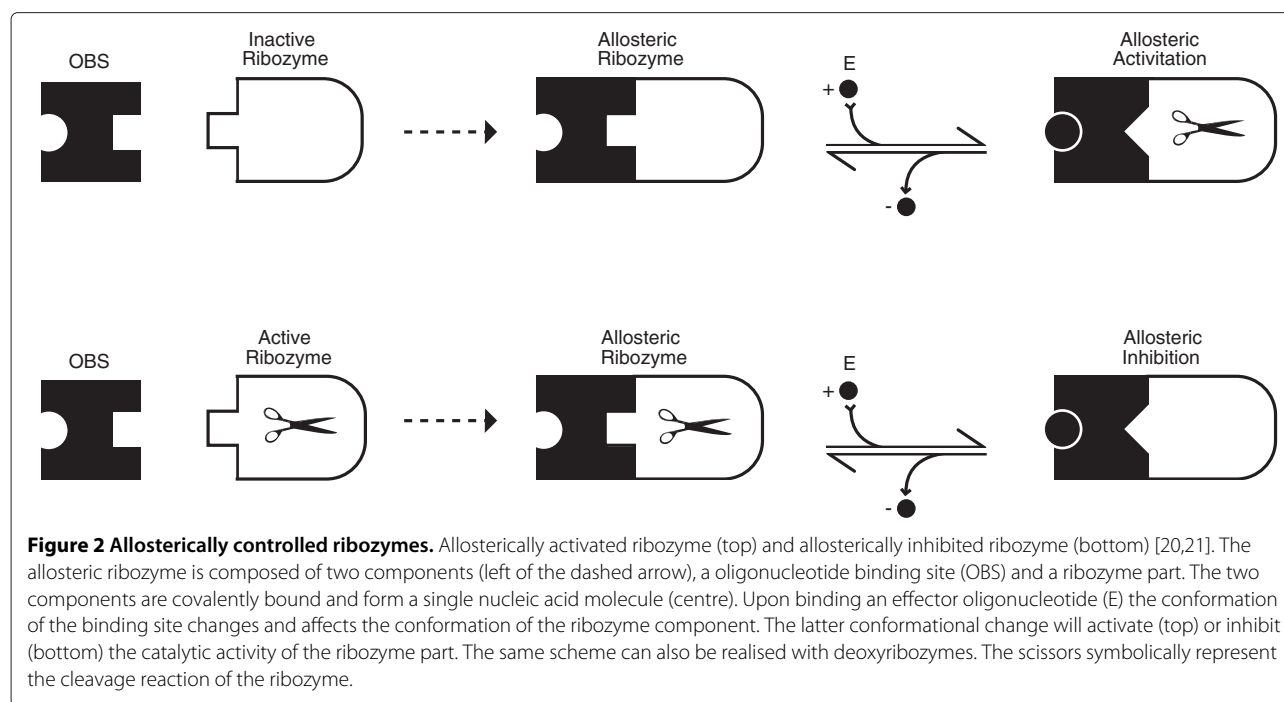 OBS
Inactive
Ribozyme
Allosteric
Ribozyme
E
+
-
Allosteric
Activitation
OBS
Active
Ribozyme
Allosteric
Ribozyme
E
+
-
Allosteric
Inhibition
Figure 2 Allosterically controlled ribozymes. Allosterically activated ribozyme (top) and allosterically inhibited ribozyme (bottom) [20,21]. The
allosteric ribozyme is composed of two components (left of the dashed arrow), a oligonucleotide binding site (OBS) and a ribozyme part. The two
components are covalently bound and form a single nucleic acid molecule (centre). Upon binding an effector oligonucleotide (E) the conformation
of the binding site changes and affects the conformation of the ribozyme component. The latter conformational change will activate (top) or inhibit
(bottom) the catalytic activity of the ribozyme part. The same scheme can also be realised with deoxyribozymes. The scissors symbolically represent
the cleavage reaction of the ribozyme.